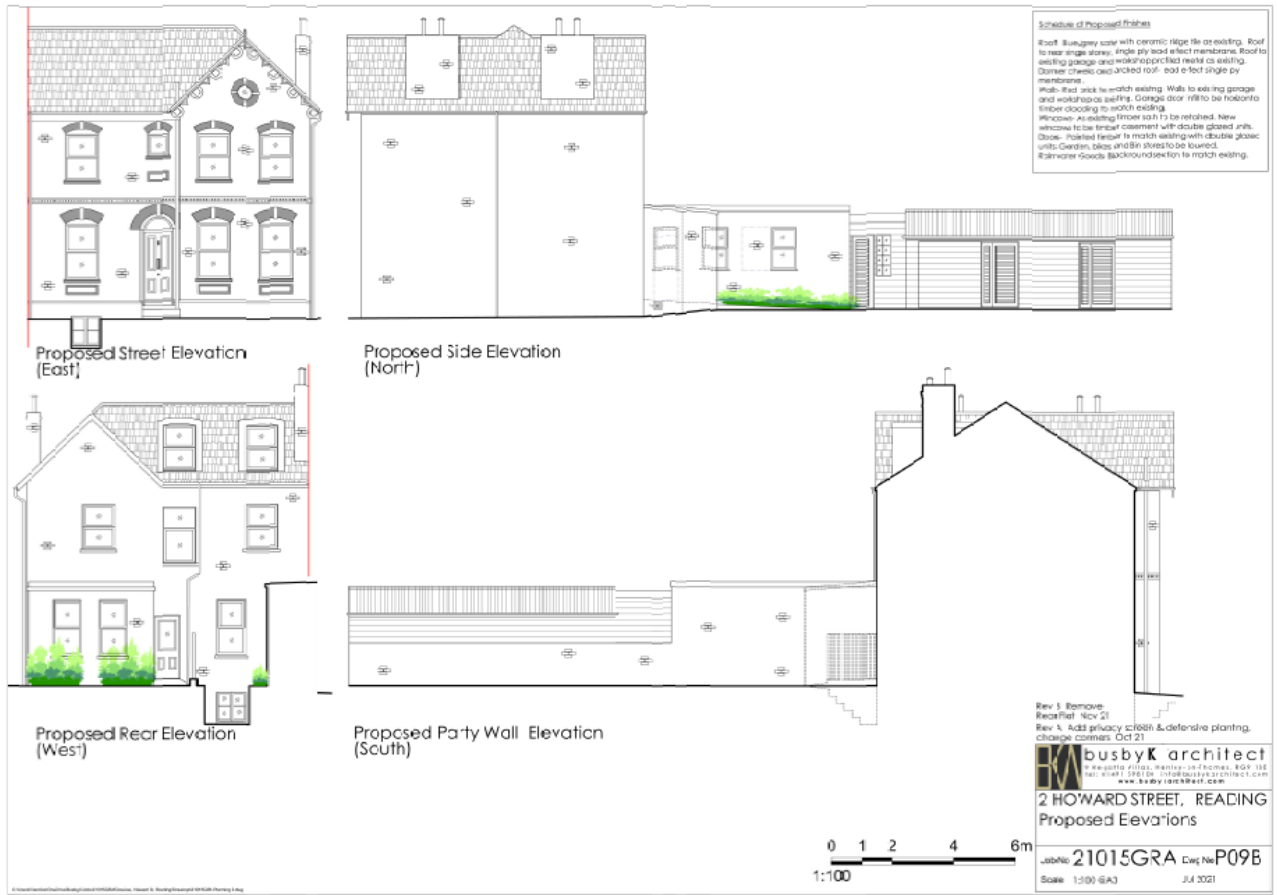 Schedule of Proposed Finishes
Roof- Blue/grey slate with ceramic ridge tile as existing. Roof
to rear single storey, single ply lead effect membrane. Roof to
existing garage and workshop profiled metal as existing.
Dormer cheeks and arched roof- lead effect single ply
membrane.
Walls- Red brick to match existing. Walls to existing garage
and workshop as existing. Garage door infill to be horizontal
timber cladding to match existing.
Windows- As existing timber sash to be retained. New
windows to be timber casement with double glazed units.
Doors- Painted timber to match existing with double glazed
units. Garden, bikes and Bin stores to be louvred.
Rainwater Goods- Black round section to match existing.
Proposed Street Elevation
(East)
Proposed Side Elevation
(North)
Proposed Rear Elevation
(West)
Proposed Party Wall Elevation
(South)
Rev B Remove
Rear Flat Nov 21
Rev A Add privacy screen & defensive planting,
change corners Oct 21
BKA
busbyK architect
Regatta Villas, Henley-on-Thames, RG9
www.busbykarchitect.com
2 HOWARD STREET, READING
Proposed Elevations
Job No 21015GRA Dwg No P09B
Scale 1:100 @A3 Jul 2021
0 1 2 4 6m
1:100